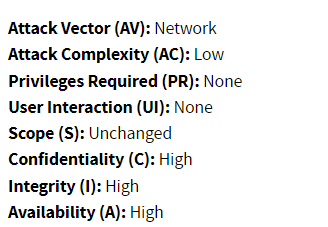 Attack Vector (AV): Network
Attack Complexity (AC): Low
Privileges Required (PR): None
User Interaction (UI): None
Scope (S): Unchanged
Confidentiality (C): High
Integrity (I): High
Availability (A): High